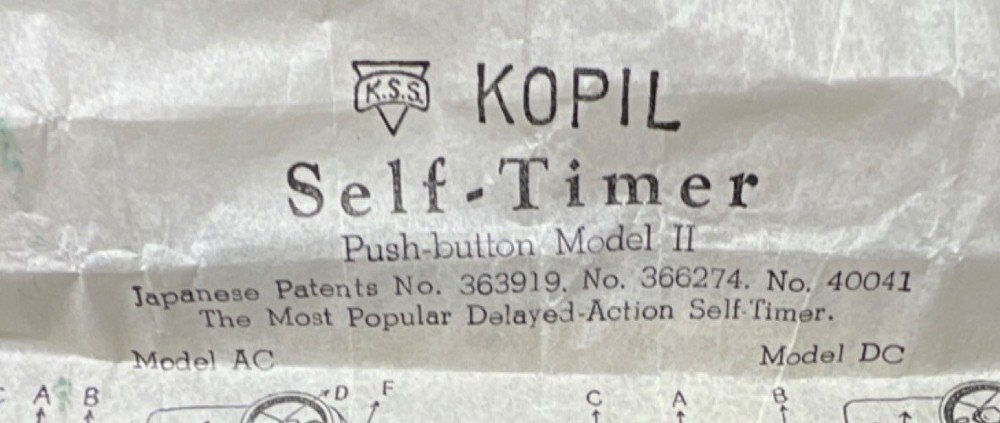 K.S.S. KOPIL
Self-Timer
Push-button Model II
Japanese Patents No. 363919. No. 366274. No. 40041
The Most Popular Delayed-Action Self-Timer.
Model AC Model DC
C A B D F C A B